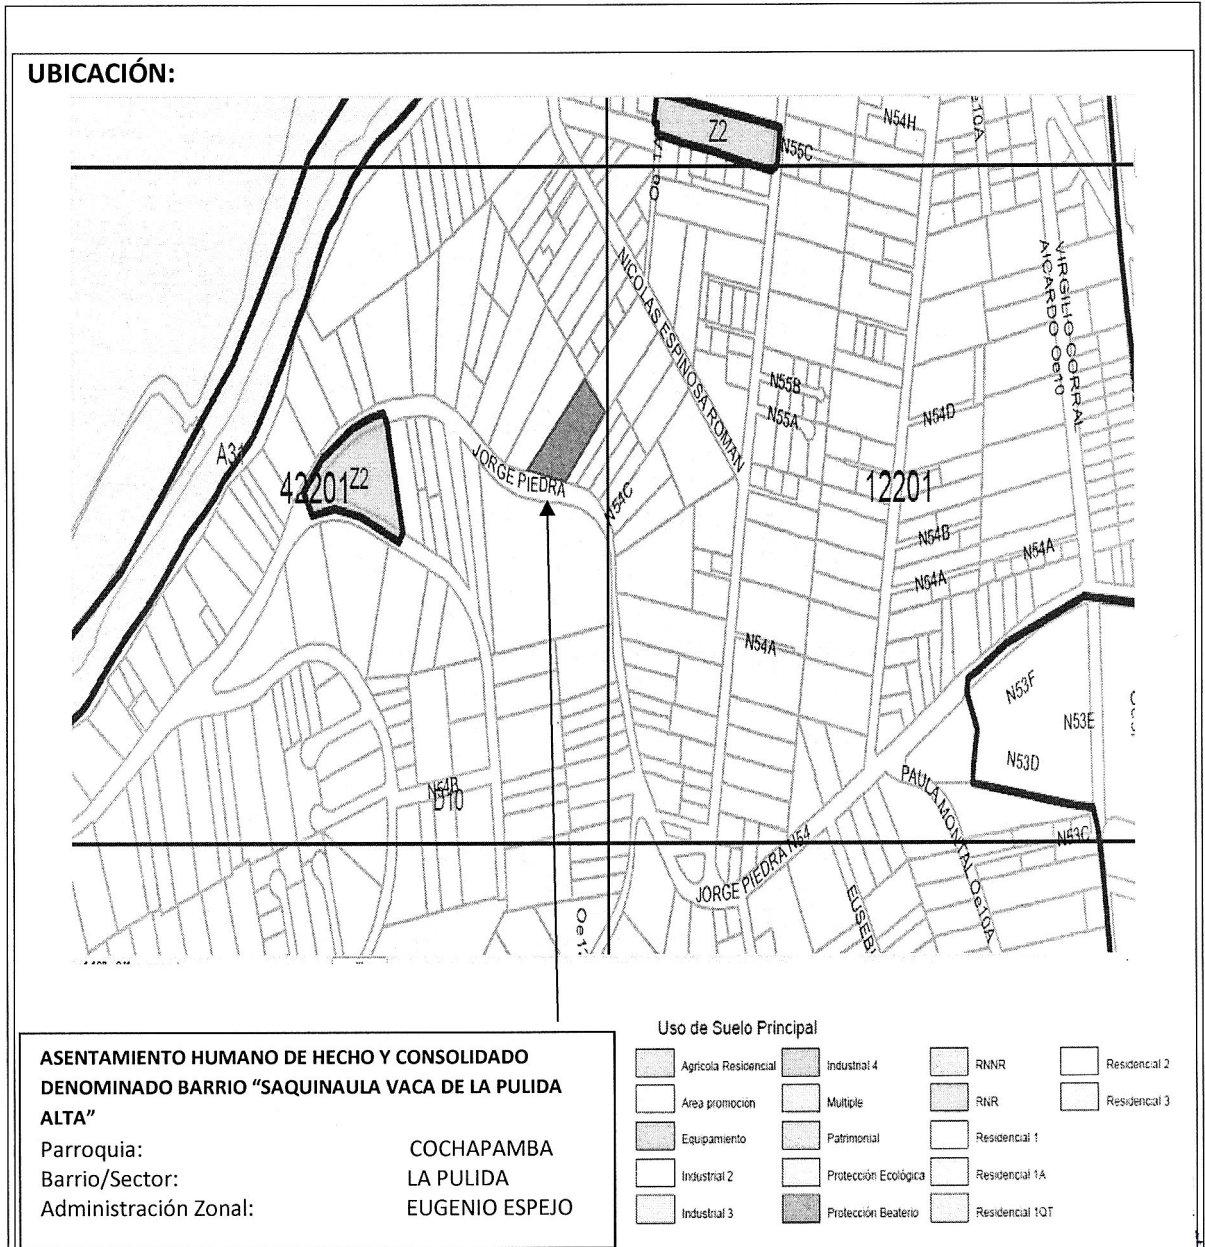 UBICACIÓN:
Z2
N54H
N55C
NICOLAS ESPINOSA ROMAN
VIRGILIO CORRAL
AICARDO Oe10
N55B
N55A
N54D
A31
42201
Z2
JORGE PIEDRA
N54C
12201
N54B
N54A
N54A
N54A
N53F
N53E
N53D
N54B
D10
PAULA MONTAL Oe10A
N53C
JORGE PIEDRA N54
EUSEBI
Uso de Suelo Principal
Agricola Residencial
Industrial 4
RNNR
Residencial 2
Area promoción
Multiple
RNR
Residencial 3
Equipamiento
Patrimonial
Residencial 1
Industrial 2
Protección Ecológica
Residencial 1A
Industrial 3
Protección Beaterio
Residencial 1QT
ASENTAMIENTO HUMANO DE HECHO Y CONSOLIDADO
DENOMINADO BARRIO “SAQUINAULA VACA DE LA PULIDA
ALTA”
Parroquia: COCHAPAMBA
Barrio/Sector: LA PULIDA
Administración Zonal: EUGENIO ESPEJO